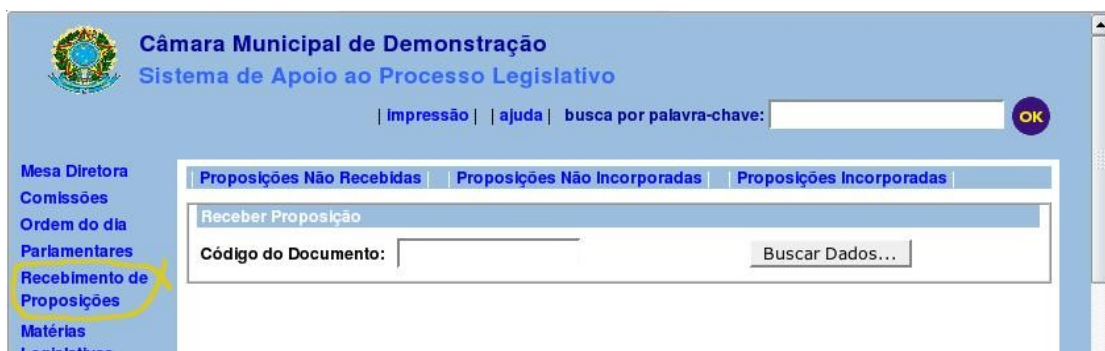 Câmara Municipal de Demonstração
Sistema de Apoio ao Processo Legislativo
| impressão | | ajuda | busca por palavra-chave: OK
Mesa Diretora
Comissões
Ordem do dia
Parlamentares
Recebimento de
Proposições
Matérias
| Proposições Não Recebidas | Proposições Não Incorporadas | Proposições Incorporadas |
Receber Proposição
Código do Documento: Buscar Dados...